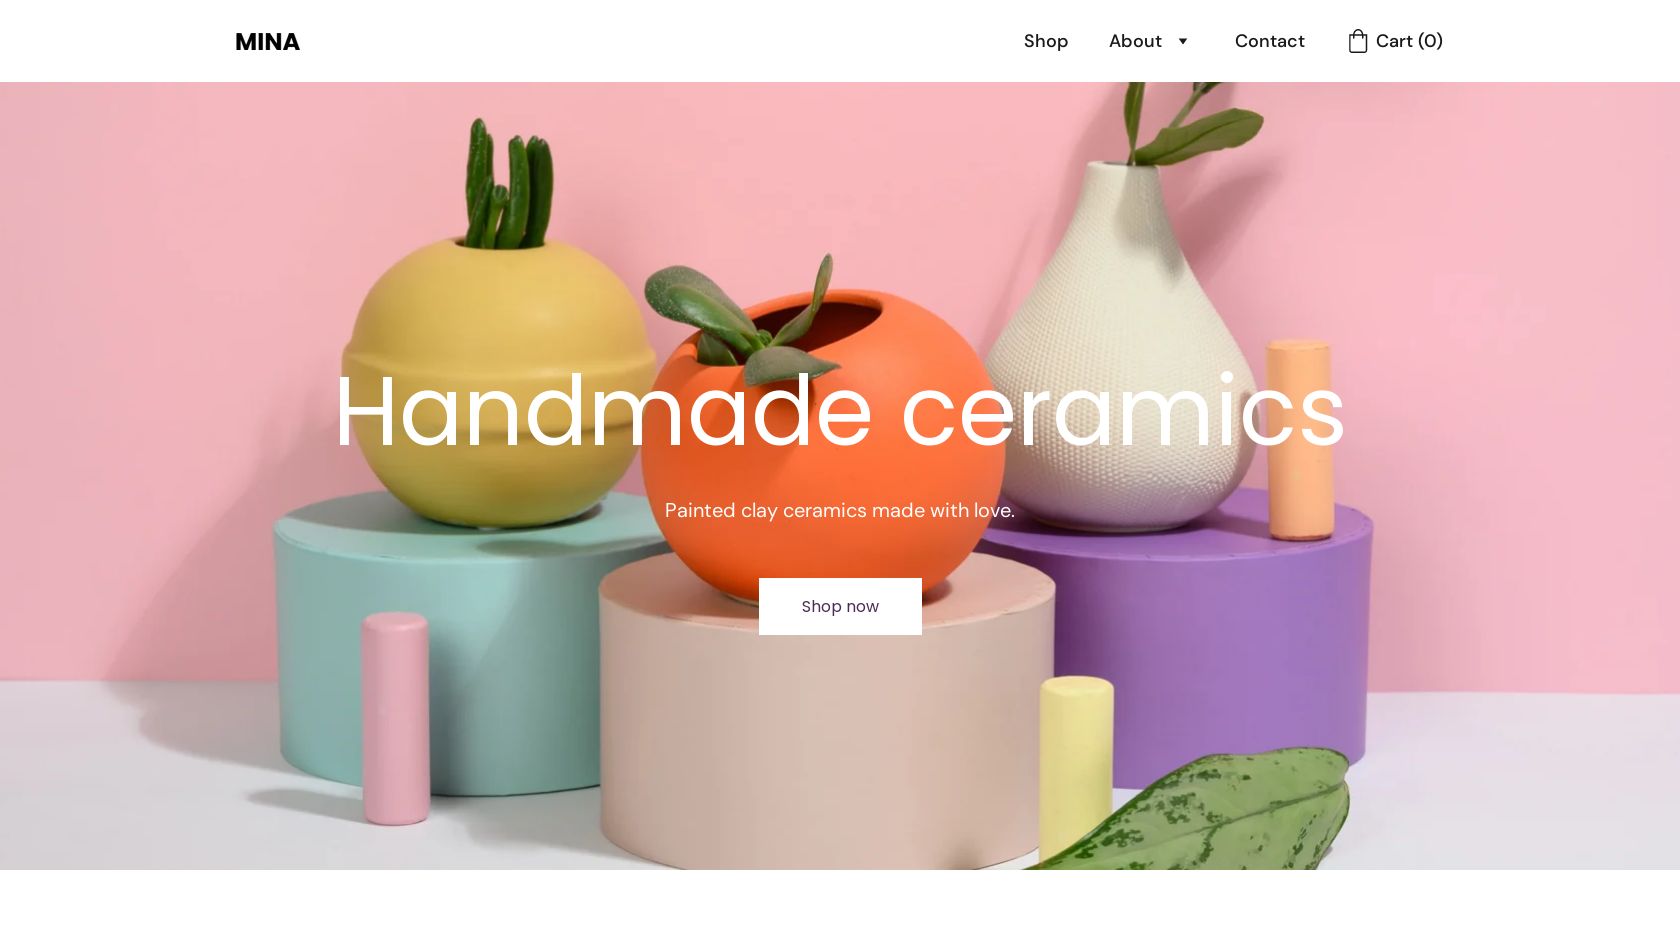 MINA
Shop
About
Contact
Cart (0)
Handmade ceramics
Painted clay ceramics made with love.
Shop now